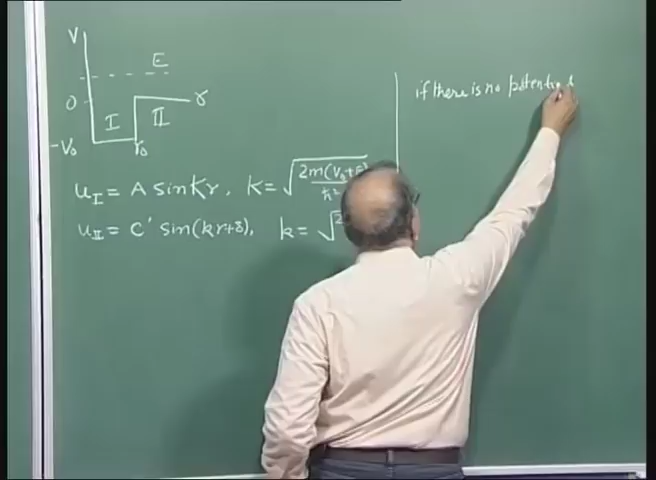 V
E
0
I
II
r
-V₀
r₀
u_I = A sin Kr, K = √(2m(V₀+E)/ħ²)
u_II = C' sin(kr+δ), k = √2
if there is no potential